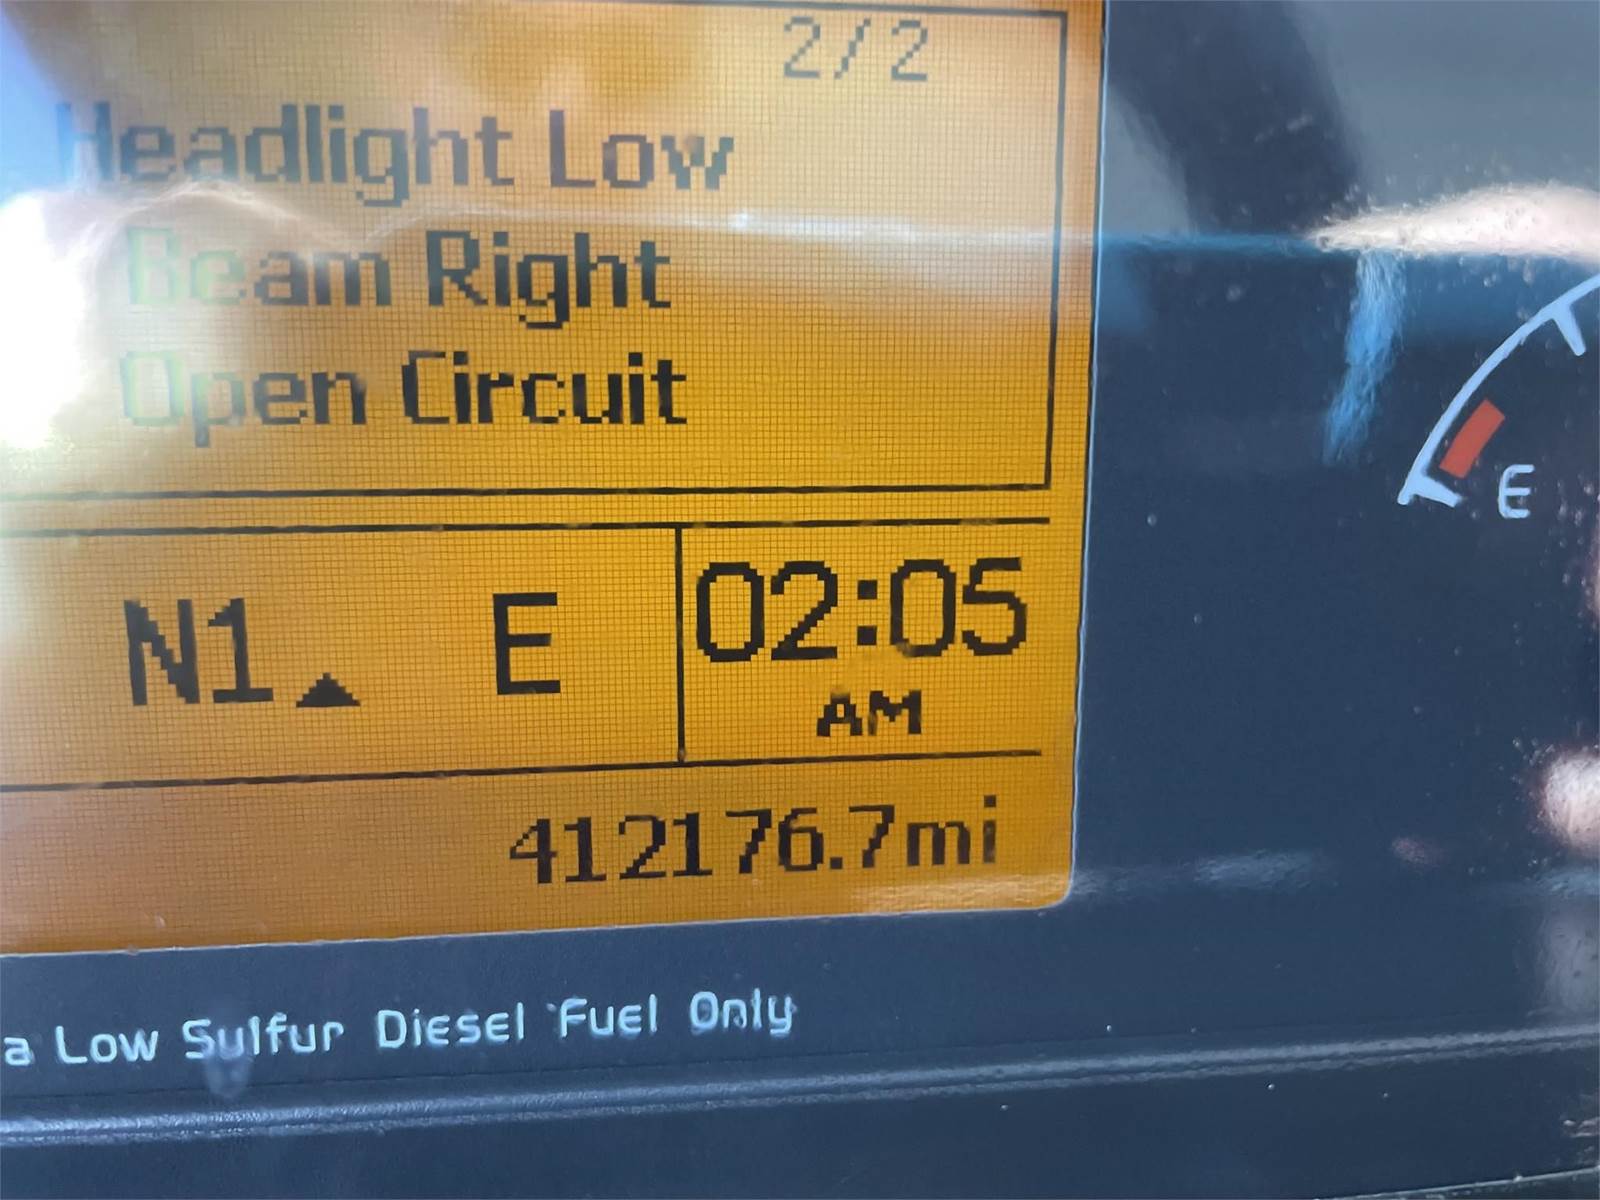 2/2
Headlight Low
Beam Right
Open Circuit
N1▲ E 02:05
AM
412176.7mi
E
a Low Sulfur Diesel Fuel Only